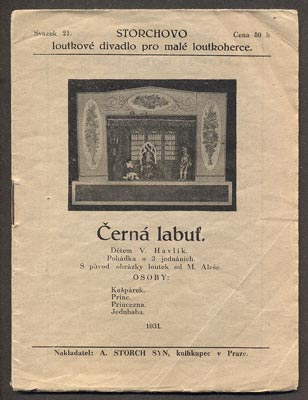 Svazek 21. STORCHOVO Cena 80 h
loutkové divadlo pro malé loutkoherce.
Černá labuť.
Dětem V. Havlík.
Pohádka o 3 jednáních.
S původ obrázky loutek od M. Aleše.
OSOBY:
Kašpárek.
Princ.
Princezna.
Jedubaba.
1931.
Nakladatel: A. STORCH SYN, knihkupec v Praze.